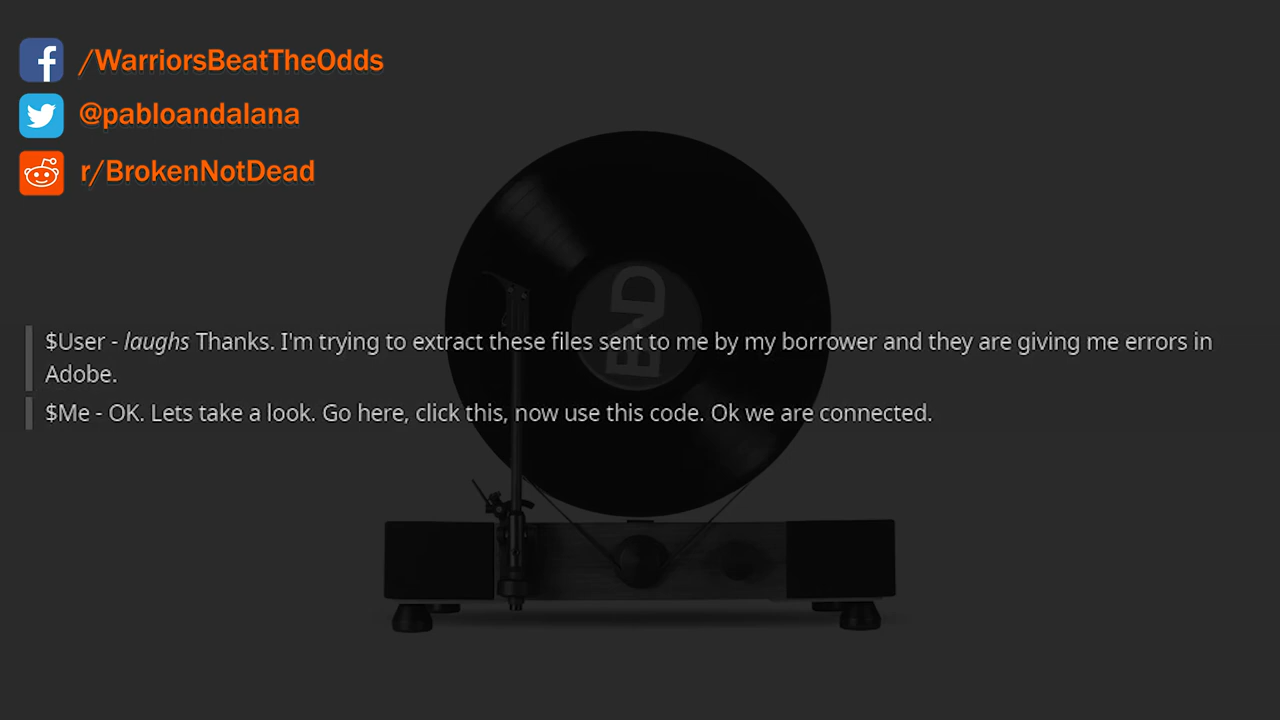 /WarriorsBeatTheOdds
@pabloandalana
r/BrokenNotDead
END
$User - laughs Thanks. I'm trying to extract these files sent to me by my borrower and they are giving me errors in
Adobe.
$Me - OK. Lets take a look. Go here, click this, now use this code. Ok we are connected.